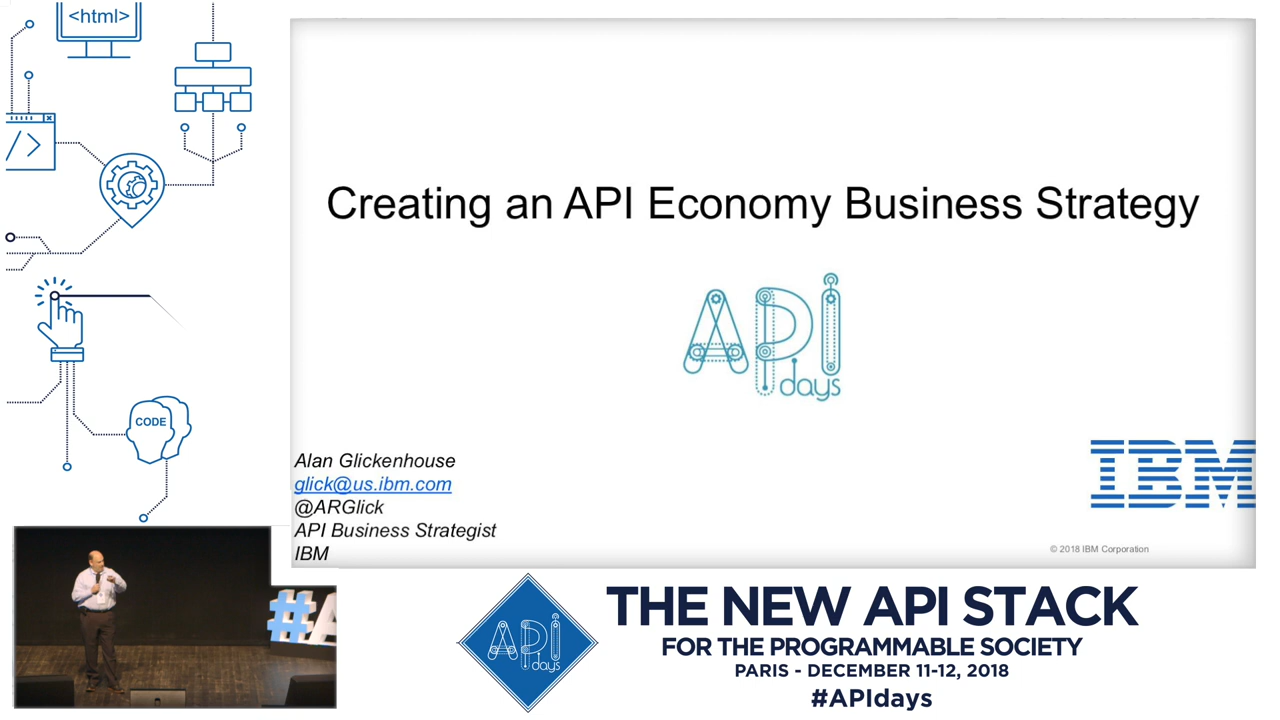 <html>
</>
CODE
Creating an API Economy Business Strategy
API
days
Alan Glickenhouse
glick@us.ibm.com
@ARGlick
API Business Strategist
IBM
IBM
© 2018 IBM Corporation
#A
API
days
THE NEW API STACK
FOR THE PROGRAMMABLE SOCIETY
PARIS - DECEMBER 11-12, 2018
#APIdays